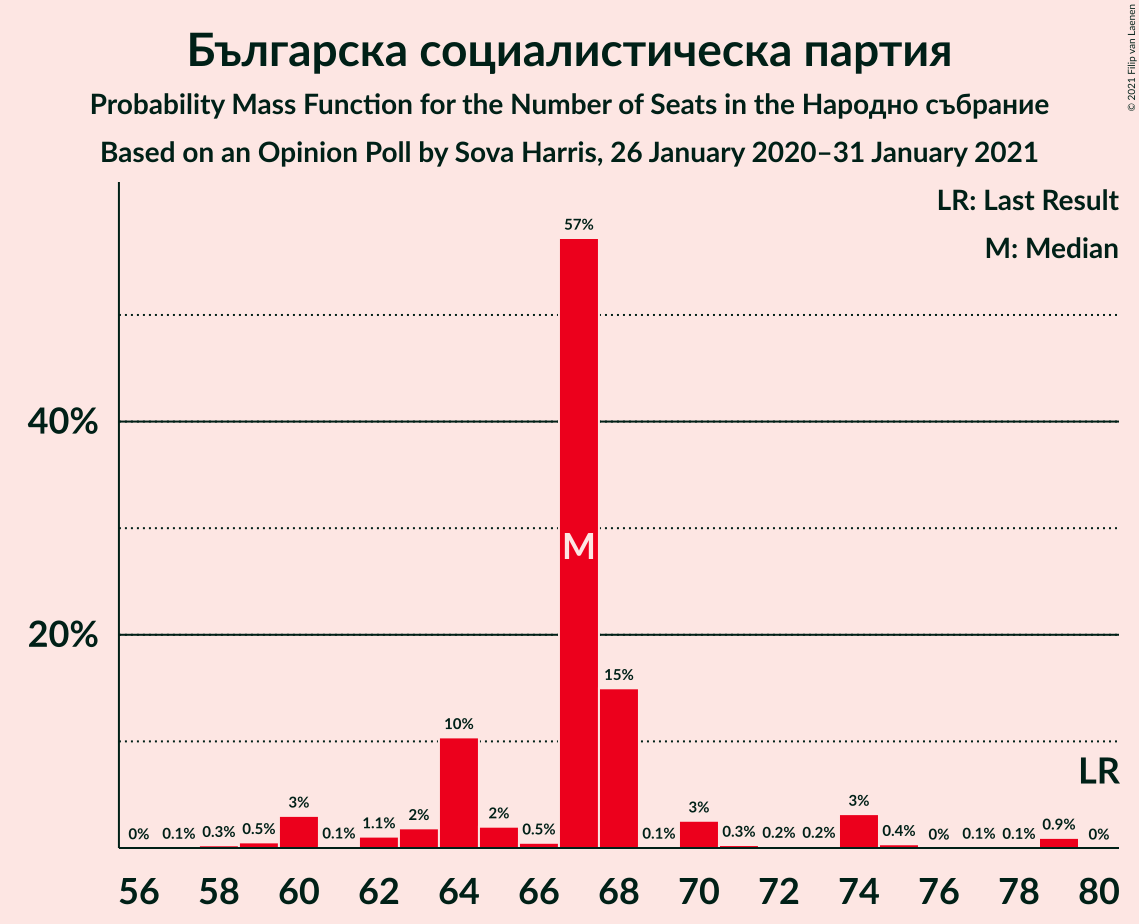 Българска социалистическа партия
Probability Mass Function for the Number of Seats in the Народно събрание
Based on an Opinion Poll by Sova Harris, 26 January 2020–31 January 2021
© 2021 Filip van Laenen
LR: Last Result
M: Median
57%
40%
M
20%
15%
10%
LR
0% 0.1% 0.3% 0.5% 3% 0.1% 1.1% 2% 2% 0.5% 0.1% 3% 0.3% 0.2% 0.2% 3% 0.4% 0% 0.1% 0.1% 0.9% 0%
56 58 60 62 64 66 68 70 72 74 76 78 80